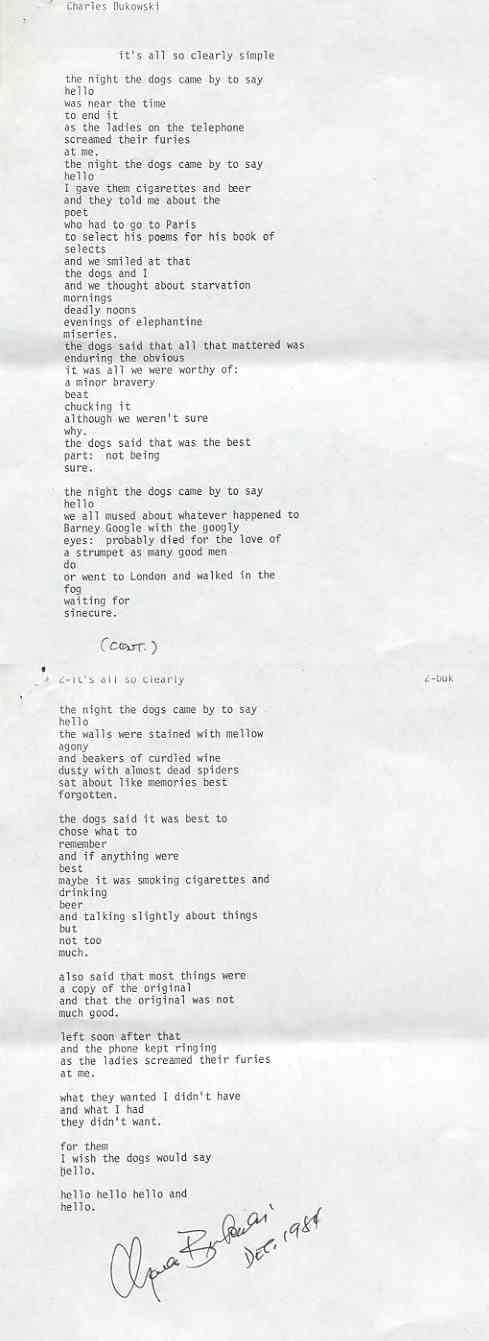 Charles Bukowski
it's all so clearly simple
the night the dogs came by to say
hello
was near the time
to end it
as the ladies on the telephone
screamed their furies
at me.
the night the dogs came by to say
hello
I gave them cigarettes and beer
and they told me about the
poet
who had to go to Paris
to select his poems for his book of
selects
and we smiled at that
the dogs and I
and we thought about starvation
mornings
deadly noons
evenings of elephantine
miseries.
the dogs said that all that mattered was
enduring the obvious
it was all we were worthy of:
a minor bravery
beat
chucking it
although we weren't sure
why.
the dogs said that was the best
part: not being
sure.
the night the dogs came by to say
hello
we all mused about whatever happened to
Barney Google with the googly
eyes: probably died for the love of
a strumpet as many good men
do
or went to London and walked in the
fog
waiting for
sinecure.
(CONT.)
2-it's all so clearly 2-buk
the night the dogs came by to say
hello
the walls were stained with mellow
agony
and beakers of curdled wine
dusty with almost dead spiders
sat about like memories best
forgotten.
the dogs said it was best to
chose what to
remember
and if anything were
best
maybe it was smoking cigarettes and
drinking
beer
and talking slightly about things
but
not too
much.
also said that most things were
a copy of the original
and that the original was not
much good.
left soon after that
and the phone kept ringing
as the ladies screamed their furies
at me.
what they wanted I didn't have
and what I had
they didn't want.
for them
I wish the dogs would say
hello.
hello hello hello and
hello.
Charles Bukowski
DEC. 1984